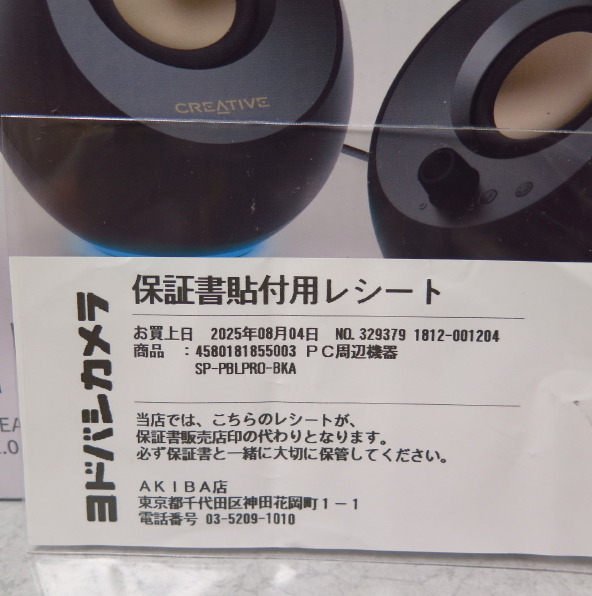 CREATIVE
ヨドバシカメラ
保証書貼付用レシート
お買上日 2025年08月04日 NO. 329379 1812-001204
商品 :4580181855003 PC周辺機器
SP-PBLPRO-BKA
当店では、こちらのレシートが、
保証書販売店印の代わりとなります。
必ず保証書と一緒に大切に保管してください。
AKIBA店
東京都千代田区神田花岡町1-1
電話番号 03-5209-1010